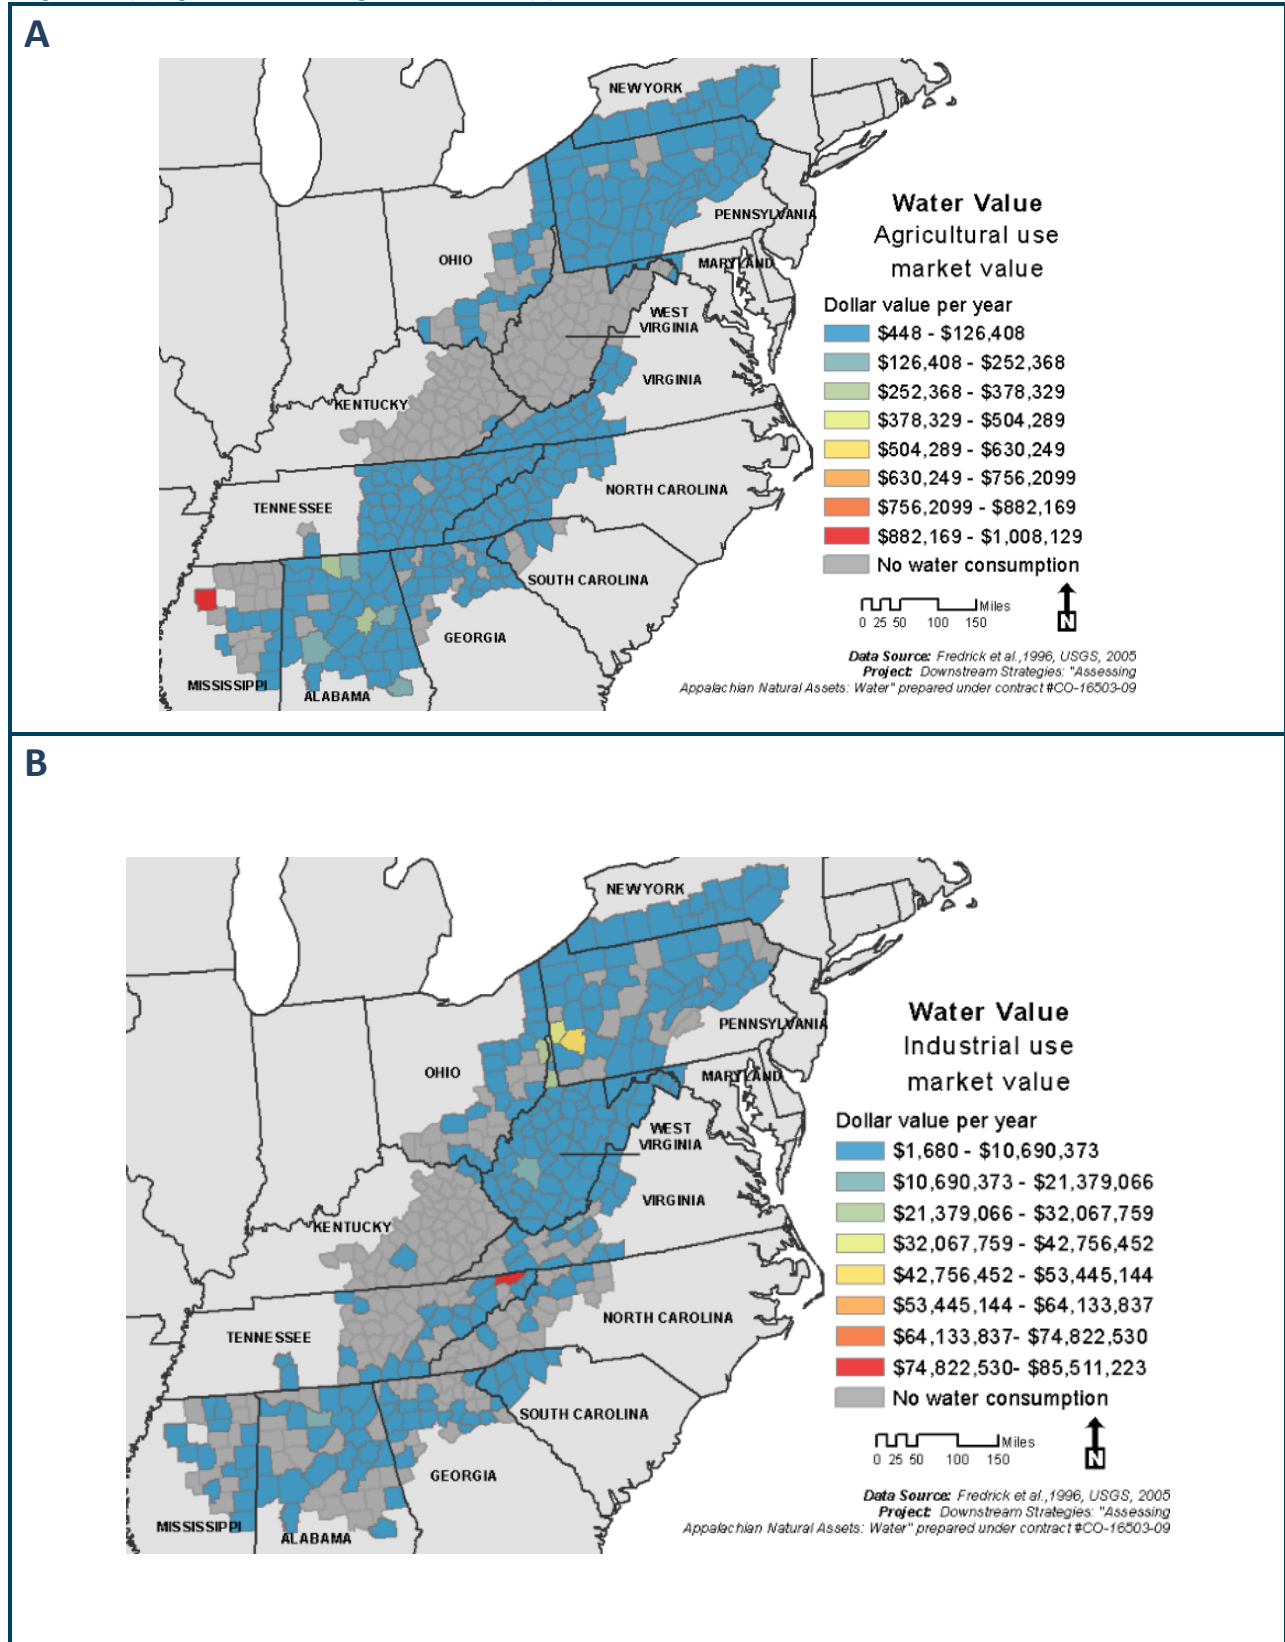 A
NEW YORK
PENNSYLVANIA
OHIO
MARYLAND
WEST
VIRGINIA
VIRGINIA
KENTUCKY
NORTH CAROLINA
TENNESSEE
SOUTH CAROLINA
GEORGIA
MISSISSIPPI
ALABAMA
Water Value
Agricultural use
market value
Dollar value per year
$448 - $126,408
$126,408 - $252,368
$252,368 - $378,329
$378,329 - $504,289
$504,289 - $630,249
$630,249 - $756,2099
$756,2099 - $882,169
$882,169 - $1,008,129
No water consumption
Miles
0 25 50 100 150
N
Data Source: Fredrick et al.,1996, USGS, 2005
Project: Downstream Strategies: "Assessing
Appalachian Natural Assets: Water" prepared under contract #CO-16503-09
B
NEW YORK
PENNSYLVANIA
OHIO
MARYLAND
WEST
VIRGINIA
VIRGINIA
KENTUCKY
NORTH CAROLINA
TENNESSEE
SOUTH CAROLINA
GEORGIA
MISSISSIPPI
ALABAMA
Water Value
Industrial use
market value
Dollar value per year
$1,680 - $10,690,373
$10,690,373 - $21,379,066
$21,379,066 - $32,067,759
$32,067,759 - $42,756,452
$42,756,452 - $53,445,144
$53,445,144 - $64,133,837
$64,133,837- $74,822,530
$74,822,530- $85,511,223
No water consumption
Miles
0 25 50 100 150
N
Data Source: Fredrick et al.,1996, USGS, 2005
Project: Downstream Strategies: "Assessing
Appalachian Natural Assets: Water" prepared under contract #CO-16503-09